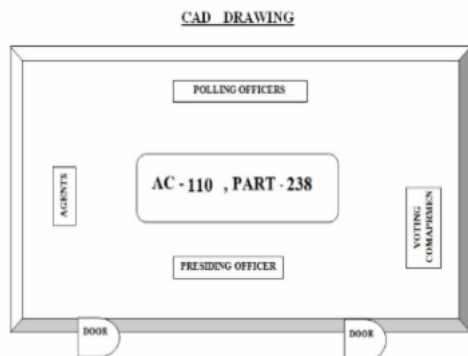 CAD DRAWING
POLLING OFFICERS
AGENTS
AC - 110 , PART - 238
VOTING
COMAPRMEN
PRESIDING OFFICER
DOOR
DOOR